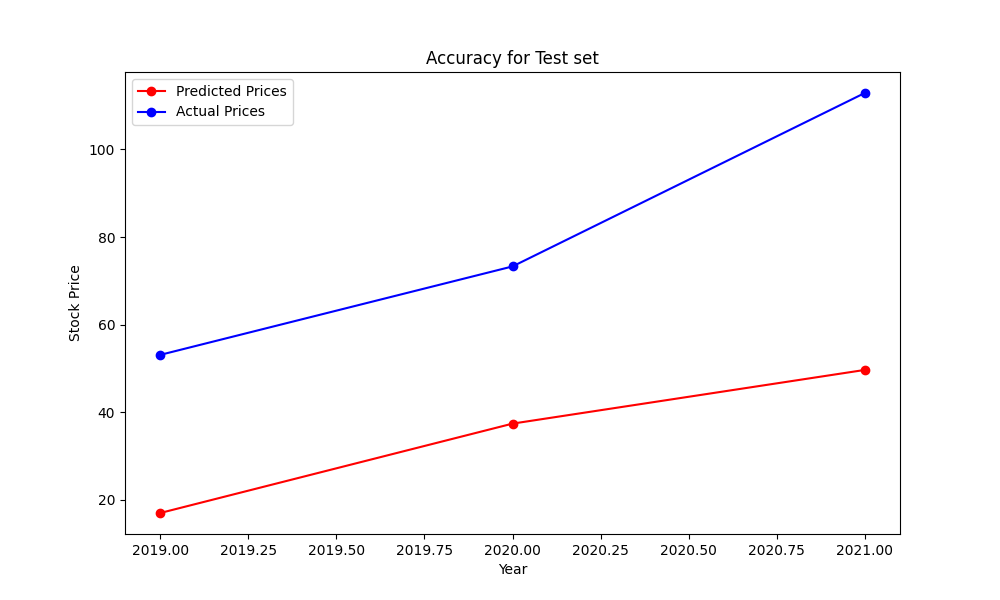 Accuracy for Test set
Predicted Prices
Actual Prices
100
80
60
40
20
Stock Price
2019.00 2019.25 2019.50 2019.75 2020.00 2020.25 2020.50 2020.75 2021.00
Year